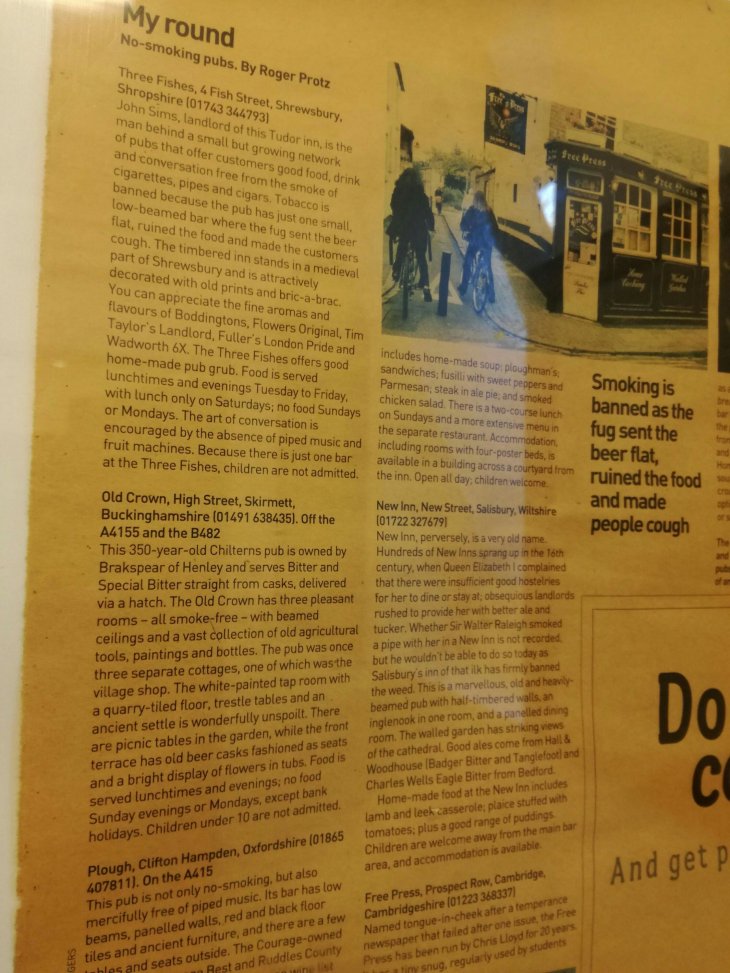 My round
No-smoking pubs. By Roger Protz
Three Fishes, 4 Fish Street, Shrewsbury,
Shropshire (01743 344793)
John Sims, landlord of this Tudor inn, is the
man behind a small but growing network
of pubs that offer customers good food, drink
and conversation free from the smoke of
cigarettes, pipes and cigars. Tobacco is
banned because the pub has just one small,
low-beamed bar where the fug sent the beer
flat, ruined the food and made the customers
cough. The timbered inn stands in a medieval
part of Shrewsbury and is attractively
decorated with old prints and bric-a-brac.
You can appreciate the fine aromas and
flavours of Boddingtons, Flowers Original, Tim
Taylor's Landlord, Fuller's London Pride and
Wadworth 6X. The Three Fishes offers good
home-made pub grub. Food is served
lunchtimes and evenings Tuesday to Friday,
with lunch only on Saturdays; no food Sundays
or Mondays. The art of conversation is
encouraged by the absence of piped music and
fruit machines. Because there is just one bar
at the Three Fishes, children are not admitted.
Old Crown, High Street, Skirmett,
Buckinghamshire (01491 638435). Off the
A4155 and the B482
This 350-year-old Chilterns pub is owned by
Brakspear of Henley and serves Bitter and
Special Bitter straight from casks, delivered
via a hatch. The Old Crown has three pleasant
rooms – all smoke-free – with beamed
ceilings and a vast collection of old agricultural
tools, paintings and bottles. The pub was once
three separate cottages, one of which was the
village shop. The white-painted tap room with
a quarry-tiled floor, trestle tables and an
ancient settle is wonderfully unspoilt. There
are picnic tables in the garden, while the front
terrace has old beer casks fashioned as seats
and a bright display of flowers in tubs. Food is
served lunchtimes and evenings; no food
Sunday evenings or Mondays, except bank
holidays. Children under 10 are not admitted.
Plough, Clifton Hampden, Oxfordshire (01865
407811). On the A415
This pub is not only no-smoking, but also
mercifully free of piped music. Its bar has low
beams, panelled walls, red and black floor
tiles and ancient furniture, and there are a few
tables and seats outside. The Courage-owned
Best and Ruddles County
wine list
GERS
Free Press
Free Press
Free Press
Home Cooking
Walled Garden
includes home-made soup; ploughman's;
sandwiches; fusilli with sweet peppers and
Parmesan; steak in ale pie; and smoked
chicken salad. There is a two-course lunch
on Sundays and a more extensive menu in
the separate restaurant. Accommodation,
including rooms with four-poster beds, is
available in a building across a courtyard from
the inn. Open all day; children welcome.
New Inn, New Street, Salisbury, Wiltshire
(01722 327679)
New Inn, perversely, is a very old name.
Hundreds of New Inns sprang up in the 16th
century, when Queen Elizabeth I complained
that there were insufficient good hostelries
for her to dine or stay at; obsequious landlords
rushed to provide her with better ale and
tucker. Whether Sir Walter Raleigh smoked
a pipe with her in a New Inn is not recorded,
but he wouldn't be able to do so today as
Salisbury's inn of that ilk has firmly banned
the weed. This is a marvellous, old and heavily-
beamed pub with half-timbered walls, an
inglenook in one room, and a panelled dining
room. The walled garden has striking views
of the cathedral. Good ales come from Hall &
Woodhouse (Badger Bitter and Tanglefoot) and
Charles Wells Eagle Bitter from Bedford.
Home-made food at the New Inn includes
lamb and leek casserole; plaice stuffed with
tomatoes; plus a good range of puddings.
Children are welcome away from the main bar
area, and accommodation is available.
Free Press, Prospect Row, Cambridge,
Cambridgeshire (01223 368337)
Named tongue-in-cheek after a temperance
newspaper that failed after one issue, the Free
Press has been run by Chris Lloyd for 20 years.
a tiny snug, regularly used by students
Smoking is
banned as the
fug sent the
beer flat,
ruined the food
and made
people cough
Do
co
And get p